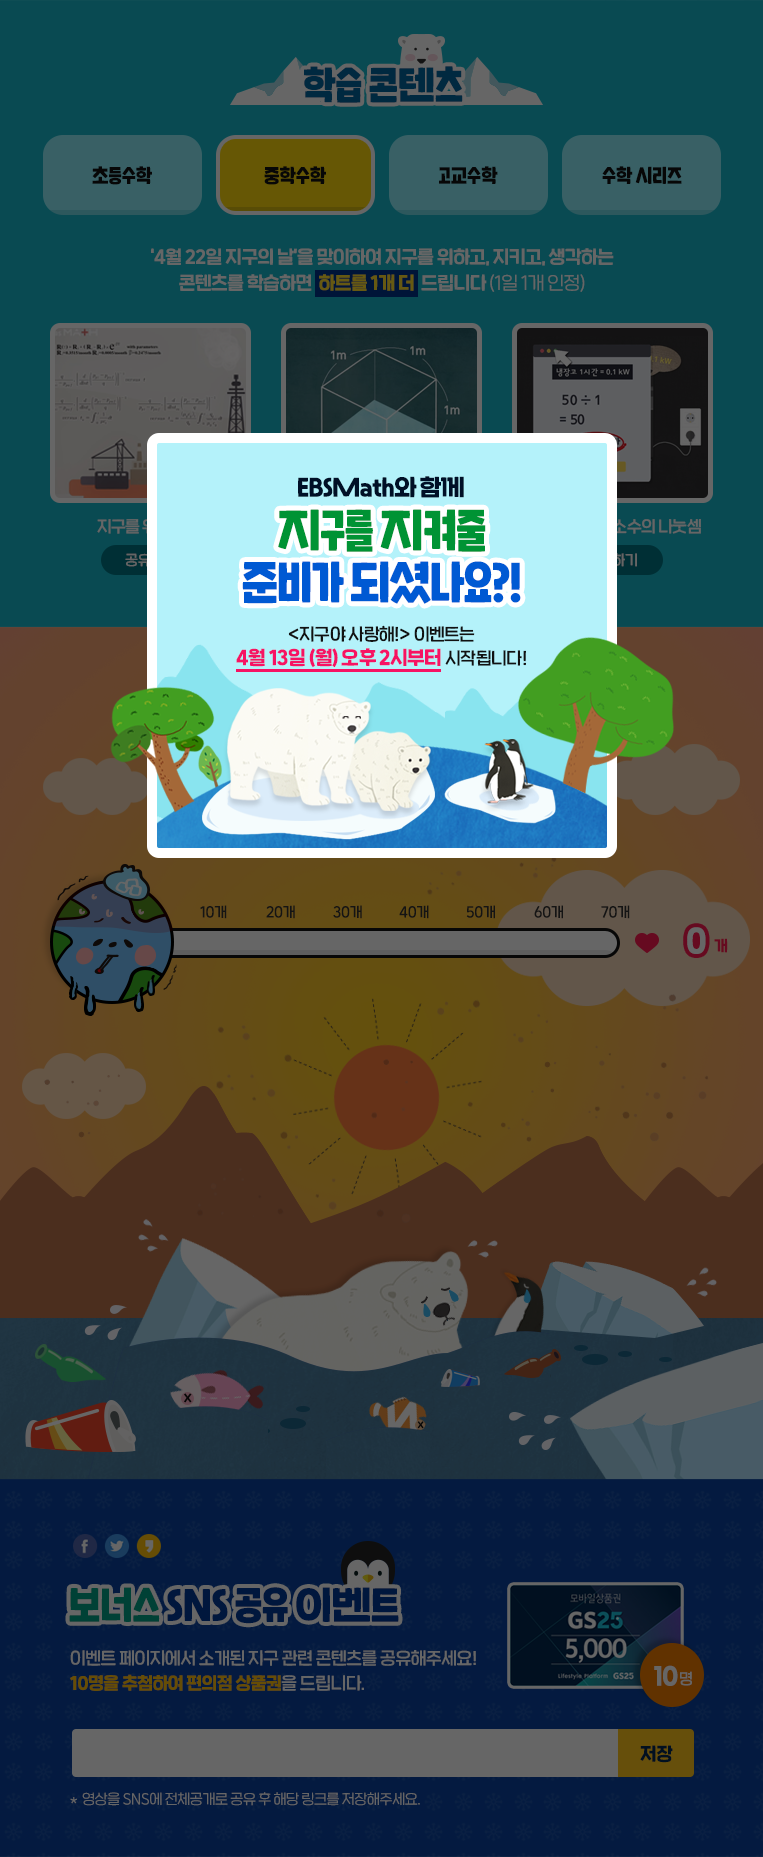 학습 콘텐츠
초등수학
중학수학
고교수학
수학 시리즈
'4월 22일 지구의 날'을 맞이하여 지구를 위하고, 지키고, 생각하는
콘텐츠를 학습하면 하트를 1개 더 드립니다 (1일 1개 인정)
1m
1m
1m
냉장고 1시간 = 0.1 kW
50 ÷ 1
= 50
지구를
소수의 나눗셈
공유
하기
EBSMath와 함께
지구를 지켜줄
준비가 되셨나요?!
<지구야 사랑해!> 이벤트는
4월 13일 (월) 오후 2시부터 시작됩니다!
10개
20개
30개
40개
50개
60개
70개
0개
보너스 SNS 공유 이벤트
이벤트 페이지에서 소개된 지구 관련 콘텐츠를 공유해주세요!
10명을 추첨하여 편의점 상품권을 드립니다.
모바일상품권
GS25
5,000
Lifestyle Platform GS25
10명
저장
* 영상을 SNS에 전체공개로 공유 후 해당 링크를 저장해주세요.